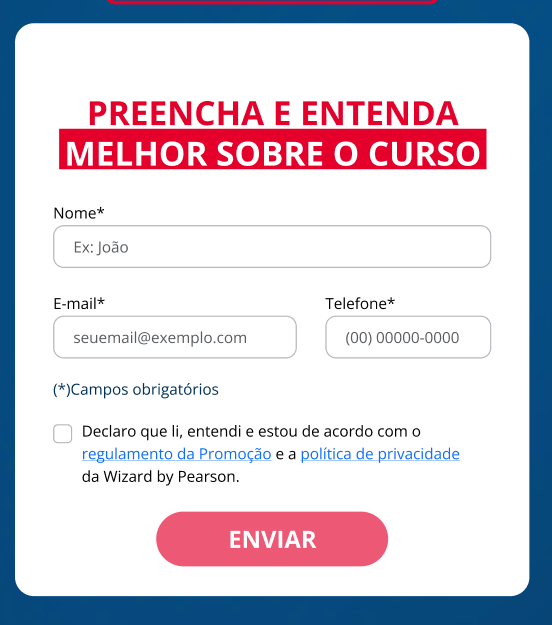 PREENCHA E ENTENDA
MELHOR SOBRE O CURSO
Nome*
Ex: João
E-mail* Telefone*
seuemail@exemplo.com (00) 00000-0000
(*)Campos obrigatórios
Declaro que li, entendi e estou de acordo com o
regulamento da Promoção e a política de privacidade
da Wizard by Pearson.
ENVIAR